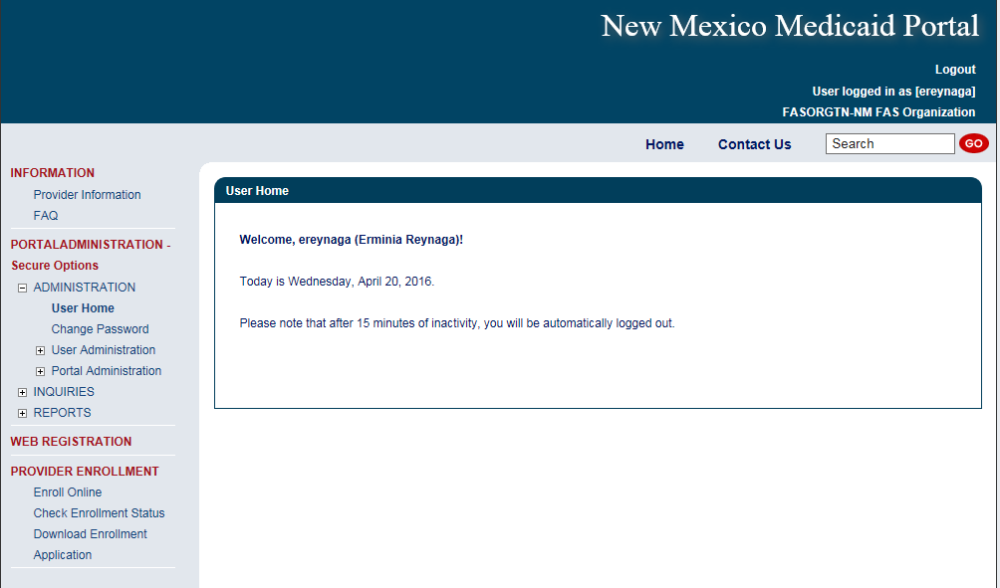 New Mexico Medicaid Portal
Logout
User logged in as [ereynaga]
FASORGTN-NM FAS Organization
Home
Contact Us
Search
GO
INFORMATION
Provider Information
FAQ
PORTALADMINISTRATION -
Secure Options
ADMINISTRATION
User Home
Change Password
User Administration
Portal Administration
INQUIRIES
REPORTS
WEB REGISTRATION
PROVIDER ENROLLMENT
Enroll Online
Check Enrollment Status
Download Enrollment
Application
User Home
Welcome, ereynaga (Erminia Reynaga)!
Today is Wednesday, April 20, 2016.
Please note that after 15 minutes of inactivity, you will be automatically logged out.